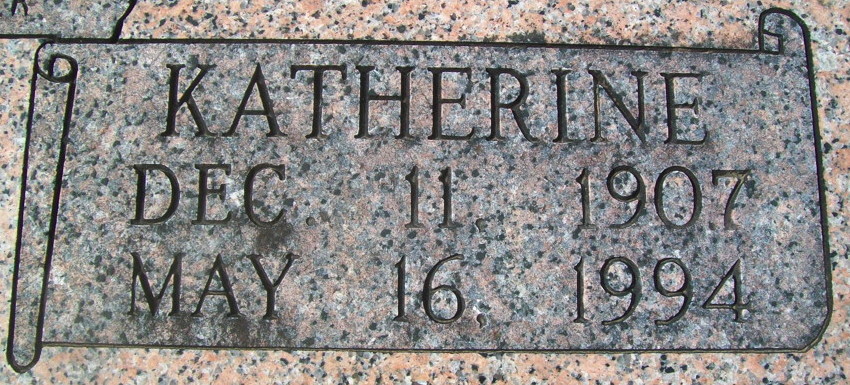 KATHERINE
DEC. 11, 1907
MAY 16, 1994